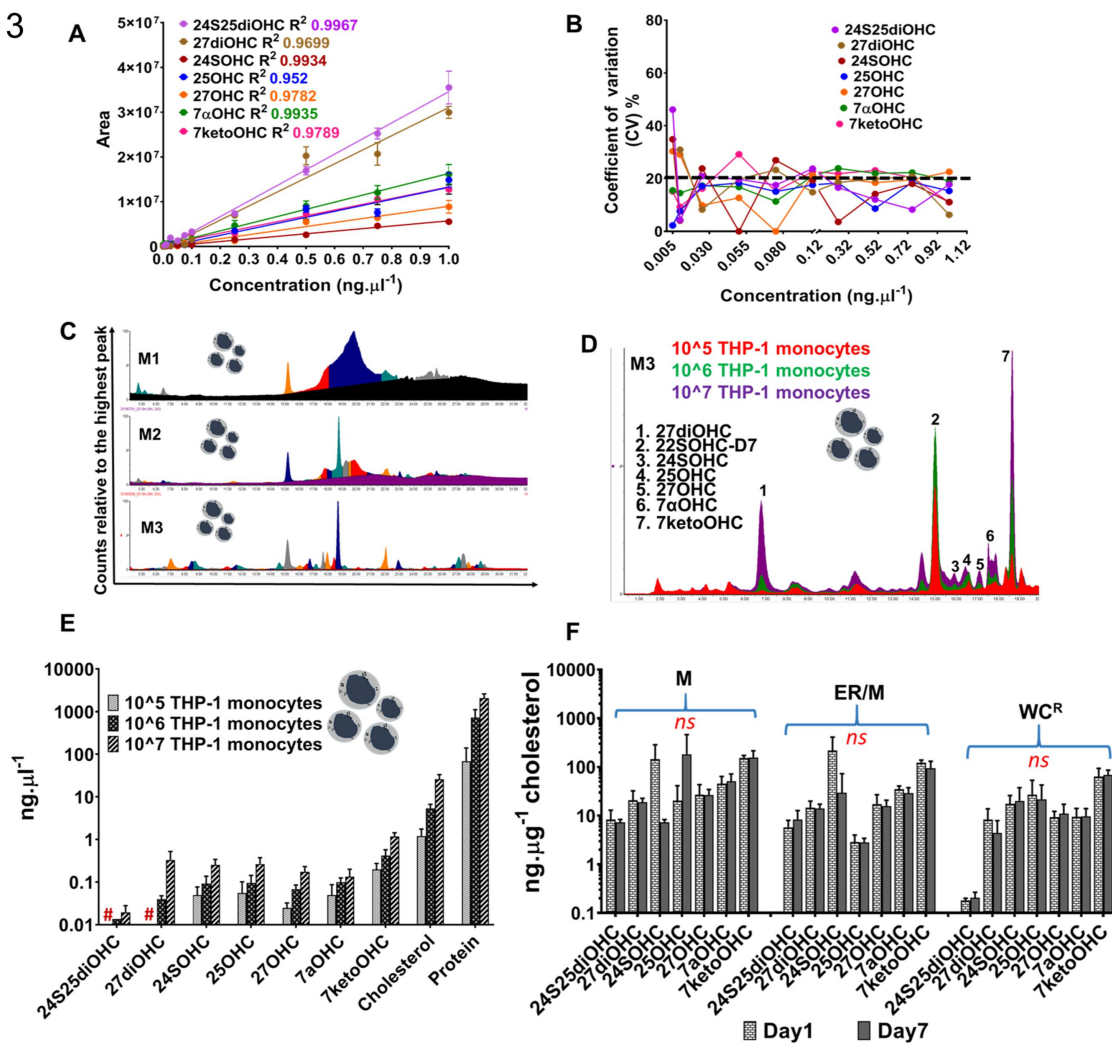 3
A
5×10⁷
4×10⁷
3×10⁷
2×10⁷
1×10⁷
0
Area
24S25diOHC R² 0.9967
27diOHC R² 0.9699
24SOHC R² 0.9934
25OHC R² 0.952
27OHC R² 0.9782
7αOHC R² 0.9935
7ketoOHC R² 0.9789
0.0 0.1 0.2 0.3 0.4 0.5 0.6 0.7 0.8 0.9 1.0
Concentration (ng.µl⁻¹)
B
80
60
40
20
0
Coefficient of variation
(CV) %
24S25diOHC
27diOHC
24SOHC
25OHC
27OHC
7αOHC
7ketoOHC
0.005 0.030 0.055 0.080 0.12 0.32 0.52 0.72 0.92 1.12
Concentration (ng.µl⁻¹)
C
Counts relative to the highest peak
M1
M2
M3
D
M3
10^5 THP-1 monocytes
10^6 THP-1 monocytes
10^7 THP-1 monocytes
1. 27diOHC
2. 22SOHC-D7
3. 24SOHC
4. 25OHC
5. 27OHC
6. 7αOHC
7. 7ketoOHC
1
2
3
4
5
6
7
E
10000
1000
100
10
1
0.1
0.01
ng.µl⁻¹
10^5 THP-1 monocytes
10^6 THP-1 monocytes
10^7 THP-1 monocytes
# #
24S25diOHC
27diOHC
24SOHC
25OHC
27OHC
7aOHC
7ketoOHC
Cholesterol
Protein
F
10000
1000
100
10
1
0.1
ng.µg⁻¹ cholesterol
M
ns
ER/M
ns
WCᴿ
ns
24S25diOHC
27diOHC
24SOHC
25OHC
27OHC
7aOHC
7ketoOHC
24S25diOHC
27diOHC
24SOHC
25OHC
27OHC
7aOHC
7ketoOHC
24S25diOHC
27diOHC
24SOHC
25OHC
27OHC
7aOHC
7ketoOHC
Day1
Day7